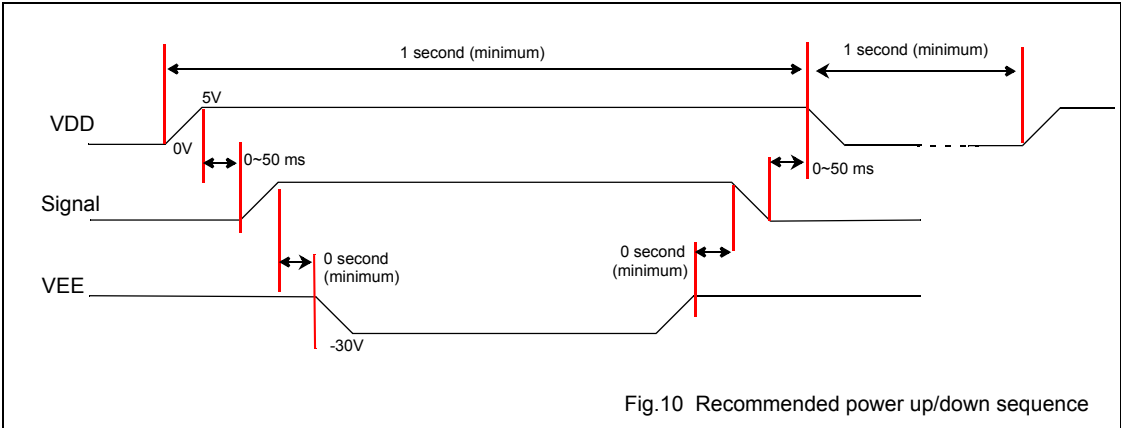 1 second (minimum)
1 second (minimum)
5V
VDD
0V
0~50 ms
0~50 ms
Signal
0 second
(minimum)
0 second
(minimum)
VEE
-30V
Fig.10 Recommended power up/down sequence